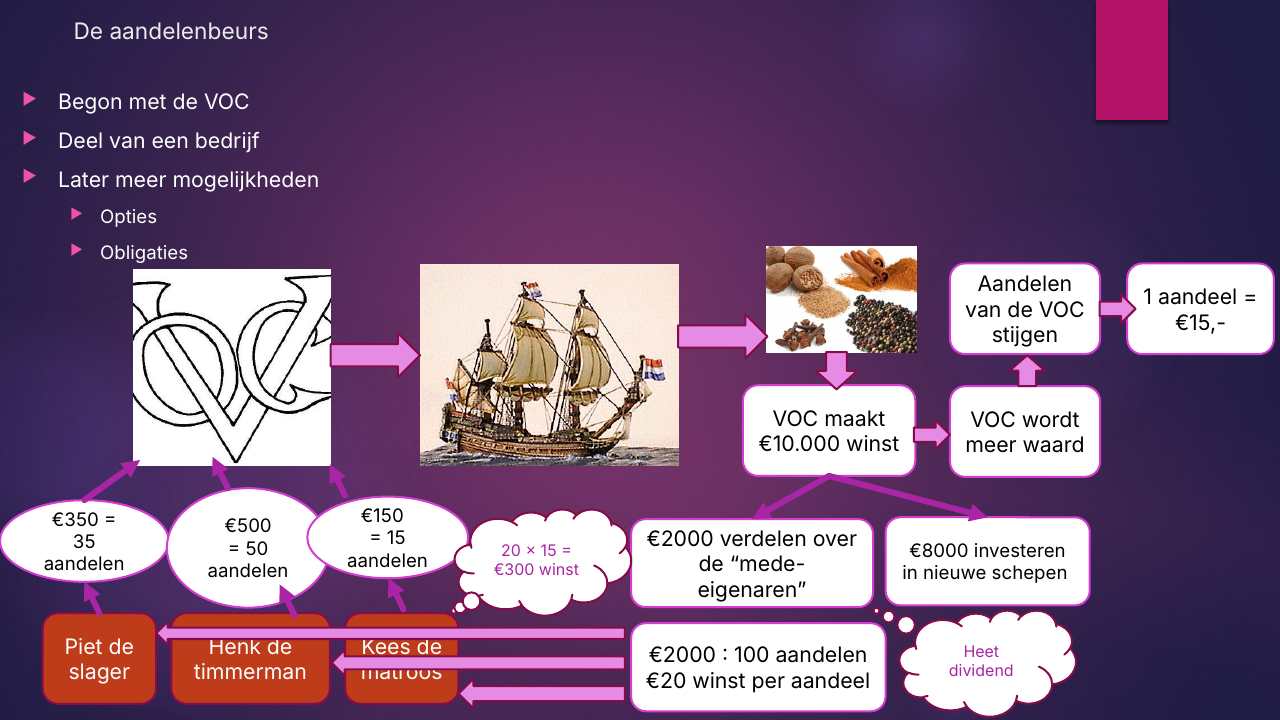 De aandelenbeurs
Begon met de VOC
Deel van een bedrijf
Later meer mogelijkheden
Opties
Obligaties
VOC
Aandelen
van de VOC
stijgen
1 aandeel =
€15,-
VOC maakt
€10.000 winst
VOC wordt
meer waard
€350 =
35
aandelen
€500
= 50
aandelen
€150
= 15
aandelen
20 × 15 =
€300 winst
€2000 verdelen over
de “mede-
eigenaren”
€8000 investeren
in nieuwe schepen
Piet de
slager
Henk de
timmerman
Kees de
matroos
€2000 : 100 aandelen
€20 winst per aandeel
Heet
dividend